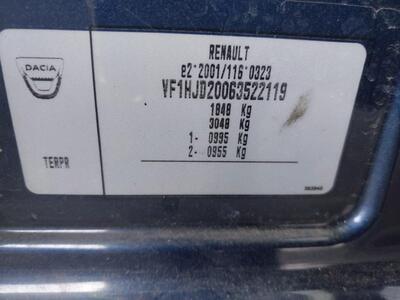 DACIA
RENAULT
e2*2001/116*0323
VF1HJD20063522119
1848 Kg
3048 Kg
1- 0995 Kg
2- 0955 Kg
TERPR